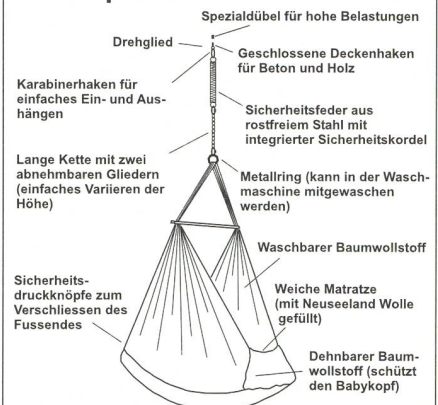 Spezialdübel für hohe Belastungen
Drehglied
Geschlossene Deckenhaken
für Beton und Holz
Karabinerhaken für
einfaches Ein- und Aus-
hängen
Sicherheitsfeder aus
rostfreiem Stahl mit
integrierter Sicherheitskordel
Lange Kette mit zwei
abnehmbaren Gliedern
(einfaches Variieren der
Höhe)
Metallring (kann in der Wasch-
maschine mitgewaschen
werden)
Waschbarer Baumwollstoff
Sicherheits-
druckknöpfe zum
Verschliessen des
Fussendes
Weiche Matratze
(mit Neuseeland Wolle
gefüllt)
Dehnbarer Baum-
wollstoff (schützt
den Babykopf)